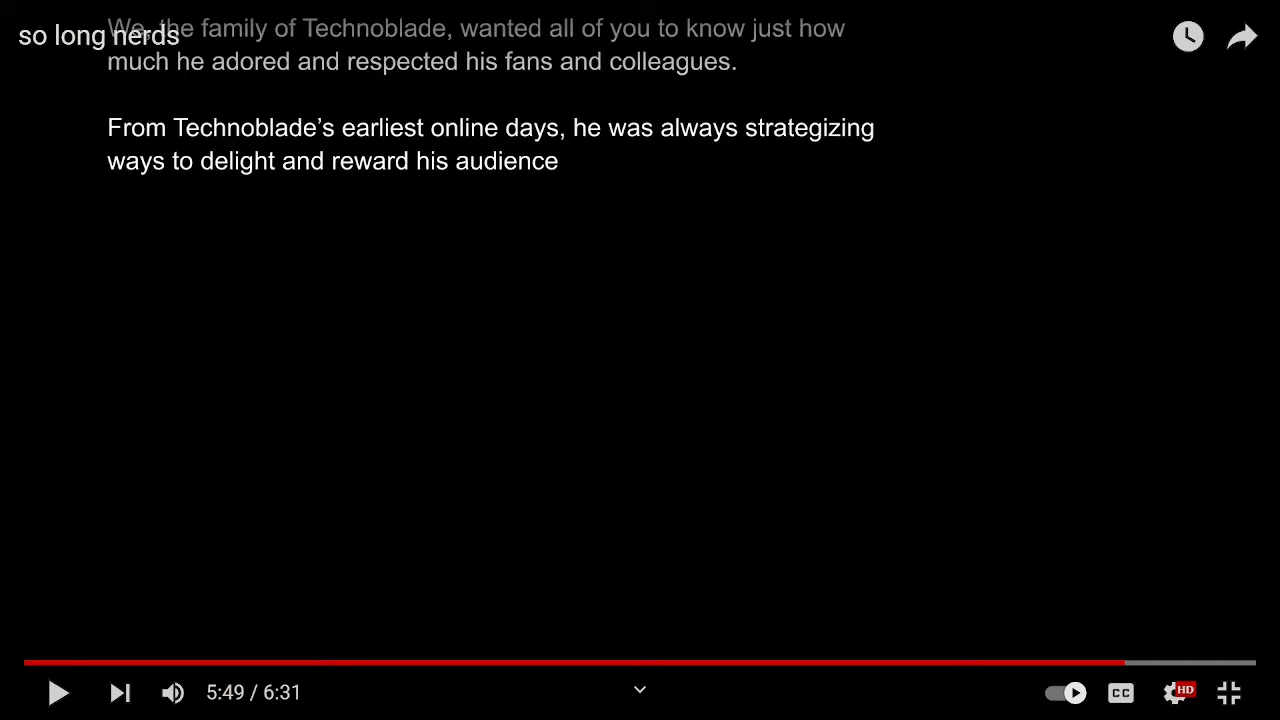 We, the family of Technoblade, wanted all of you to know just how
so long nerds
much he adored and respected his fans and colleagues.
From Technoblade’s earliest online days, he was always strategizing
ways to delight and reward his audience
5:49 / 6:31
CC
HD